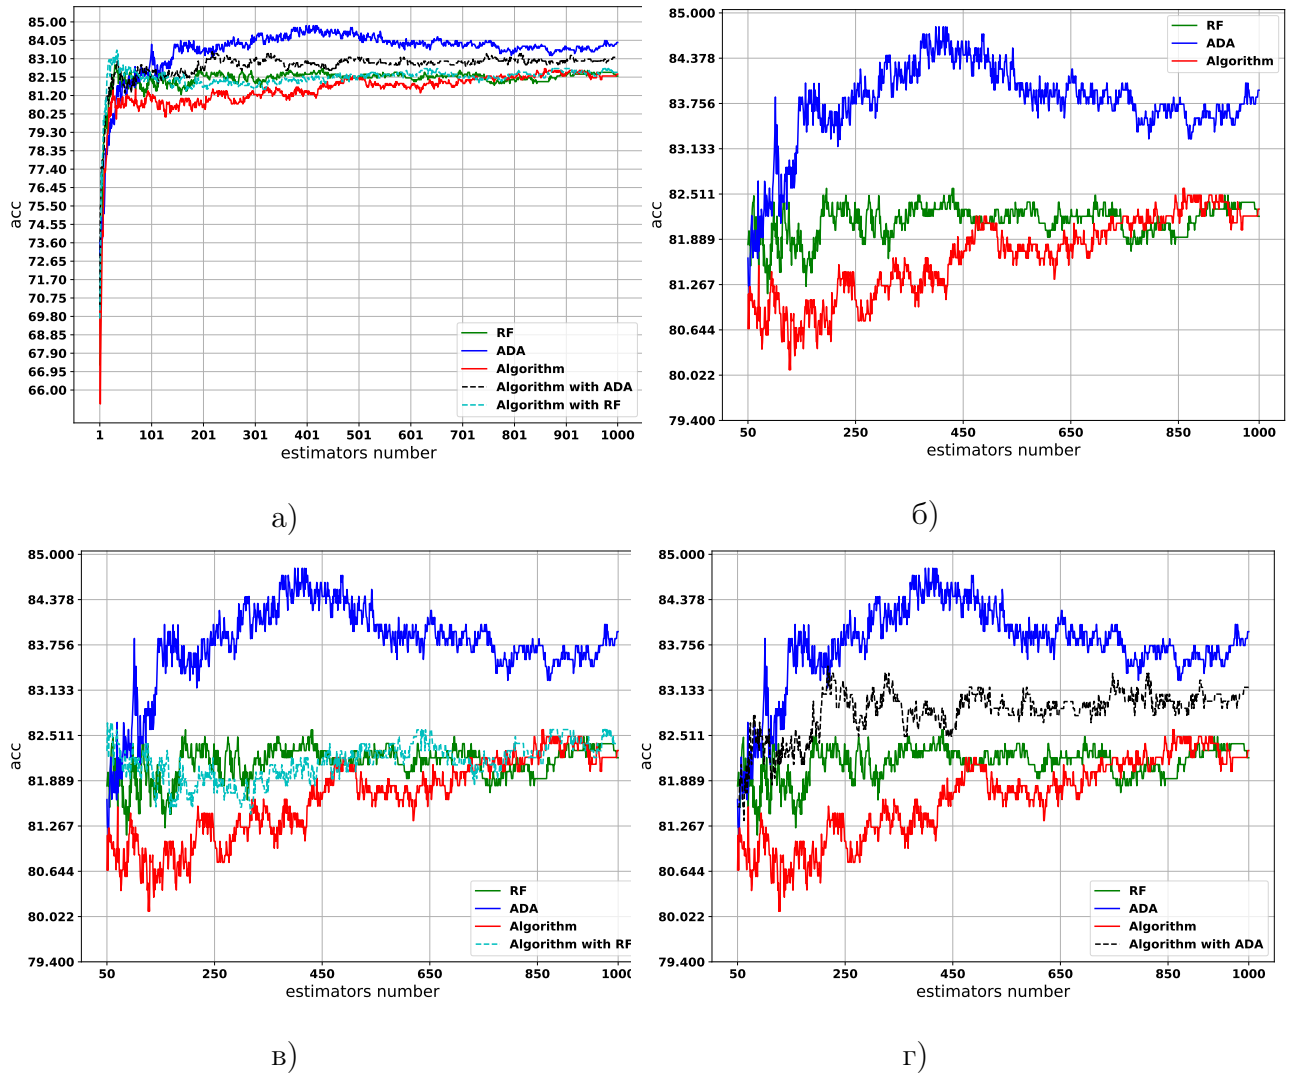 85.00
84.05
83.10
82.15
81.20
80.25
79.30
78.35
77.40
76.45
75.50
74.55
73.60
72.65
71.70
70.75
69.80
68.85
67.90
66.95
66.00
acc
RF
ADA
Algorithm
Algorithm with ADA
Algorithm with RF
1 101 201 301 401 501 601 701 801 901 1000
estimators number
а)
85.000
84.378
83.756
83.133
82.511
81.889
81.267
80.644
80.022
79.400
acc
RF
ADA
Algorithm
50 250 450 650 850 1000
estimators number
б)
85.000
84.378
83.756
83.133
82.511
81.889
81.267
80.644
80.022
79.400
acc
RF
ADA
Algorithm
Algorithm with RF
50 250 450 650 850 1000
estimators number
в)
85.000
84.378
83.756
83.133
82.511
81.889
81.267
80.644
80.022
79.400
acc
RF
ADA
Algorithm
Algorithm with ADA
50 250 450 650 850 1000
estimators number
г)